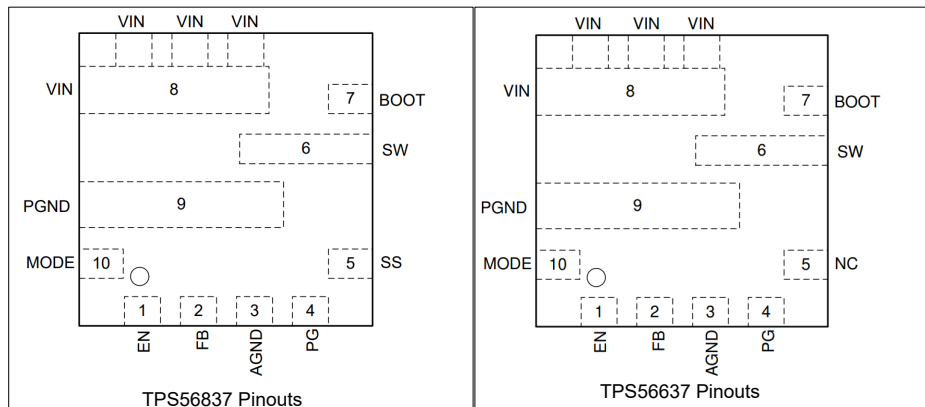 VIN VIN VIN
VIN 8
7 BOOT
6 SW
PGND 9
MODE 10 5 SS
1 2 3 4
EN FB AGND PG
TPS56837 Pinouts
VIN VIN VIN
VIN 8
7 BOOT
6 SW
PGND 9
MODE 10 5 NC
1 2 3 4
EN FB AGND PG
TPS56637 Pinouts